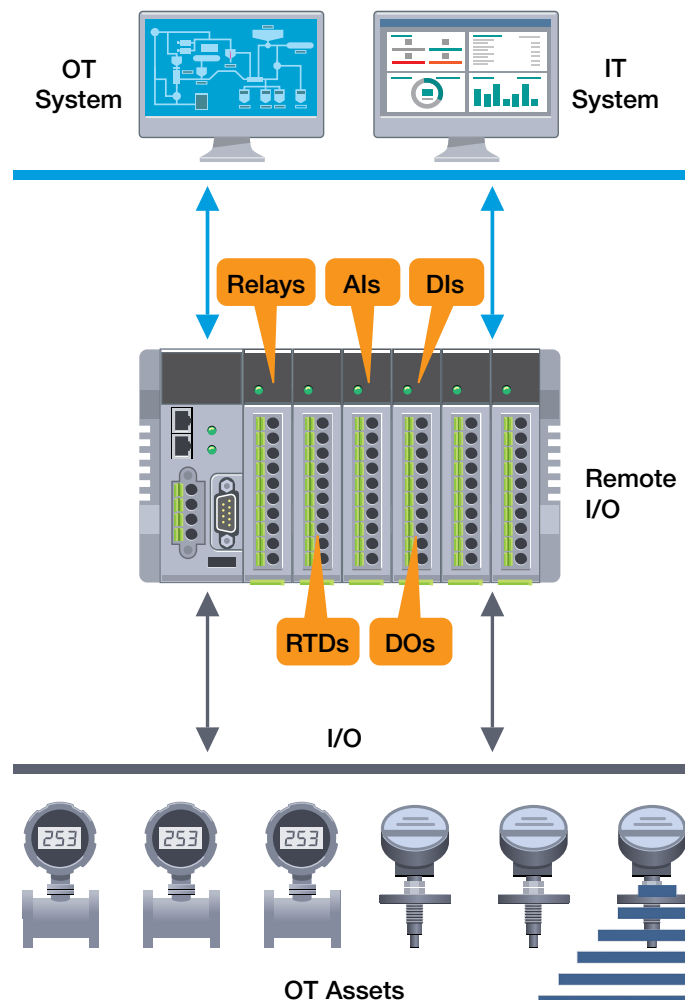 OT
System
IT
System
Relays
AIs
DIs
Remote
I/O
RTDs
DOs
I/O
253
253
253
OT Assets